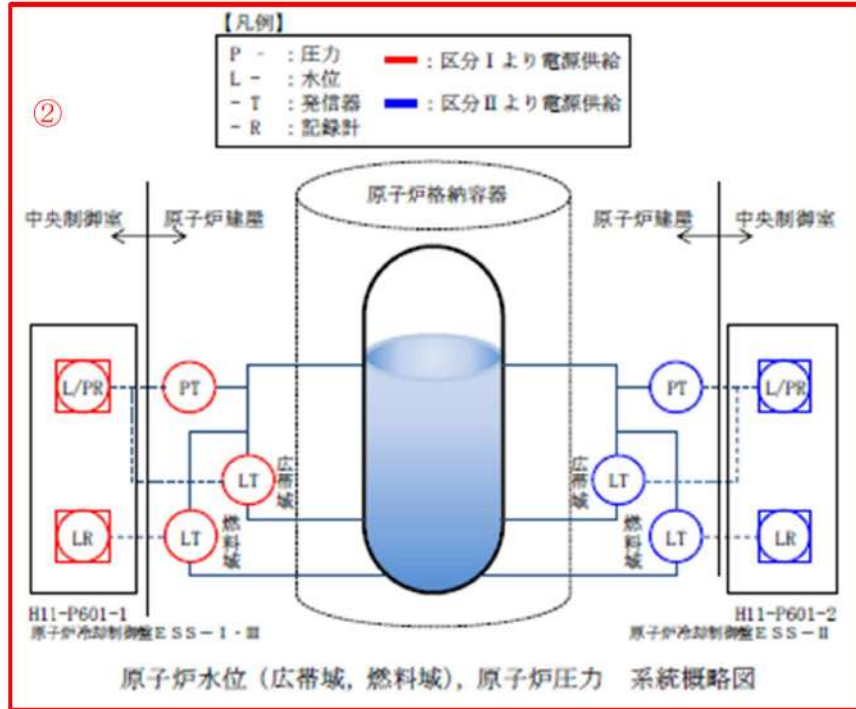 【凡例】
P - : 圧力
L - : 水位
- T : 発信器
- R : 記録計
: 区分Ⅰより電源供給
: 区分Ⅱより電源供給
②
原子炉格納容器
中央制御室
原子炉建屋
原子炉建屋
中央制御室
L/PR
PT
PT
L/PR
LT
広帯域
広帯域
LT
LR
LT
燃料域
燃料域
LT
LR
H11-P601-1
原子炉冷却制御盤ESS-Ⅰ・Ⅲ
H11-P601-2
原子炉冷却制御盤ESS-Ⅱ
原子炉水位(広帯域, 燃料域), 原子炉圧力 系統概略図